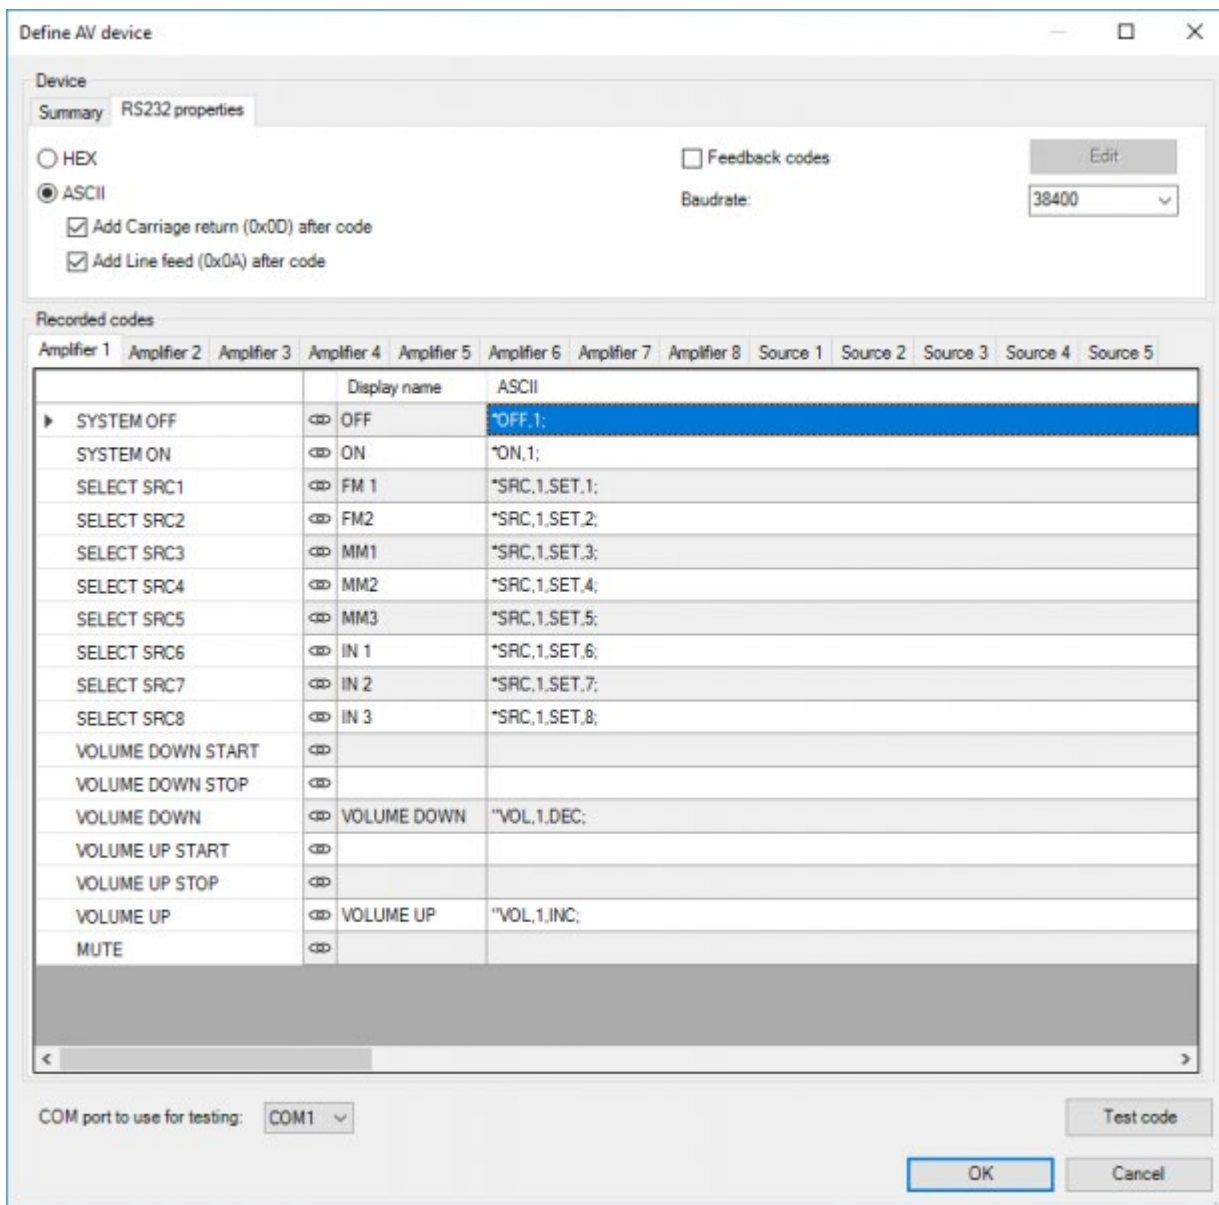 Define AV device
Device
Summary RS232 properties
HEX
Feedback codes
Edit
ASCII
Baudrate:
38400
Add Carriage return (0x0D) after code
Add Line feed (0x0A) after code
Recorded codes
Amplifier 1 Amplifier 2 Amplifier 3 Amplifier 4 Amplifier 5 Amplifier 6 Amplifier 7 Amplifier 8 Source 1 Source 2 Source 3 Source 4 Source 5
Display name ASCII
SYSTEM OFF OFF *OFF,1;
SYSTEM ON ON *ON,1;
SELECT SRC1 FM 1 *SRC,1,SET,1;
SELECT SRC2 FM2 *SRC,1,SET,2;
SELECT SRC3 MM1 *SRC,1,SET,3;
SELECT SRC4 MM2 *SRC,1,SET,4;
SELECT SRC5 MM3 *SRC,1,SET,5;
SELECT SRC6 IN 1 *SRC,1,SET,6;
SELECT SRC7 IN 2 *SRC,1,SET,7;
SELECT SRC8 IN 3 *SRC,1,SET,8;
VOLUME DOWN START
VOLUME DOWN STOP
VOLUME DOWN VOLUME DOWN "VOL,1,DEC;
VOLUME UP START
VOLUME UP STOP
VOLUME UP VOLUME UP "VOL,1,INC;
MUTE
COM port to use for testing: COM1
Test code
OK Cancel